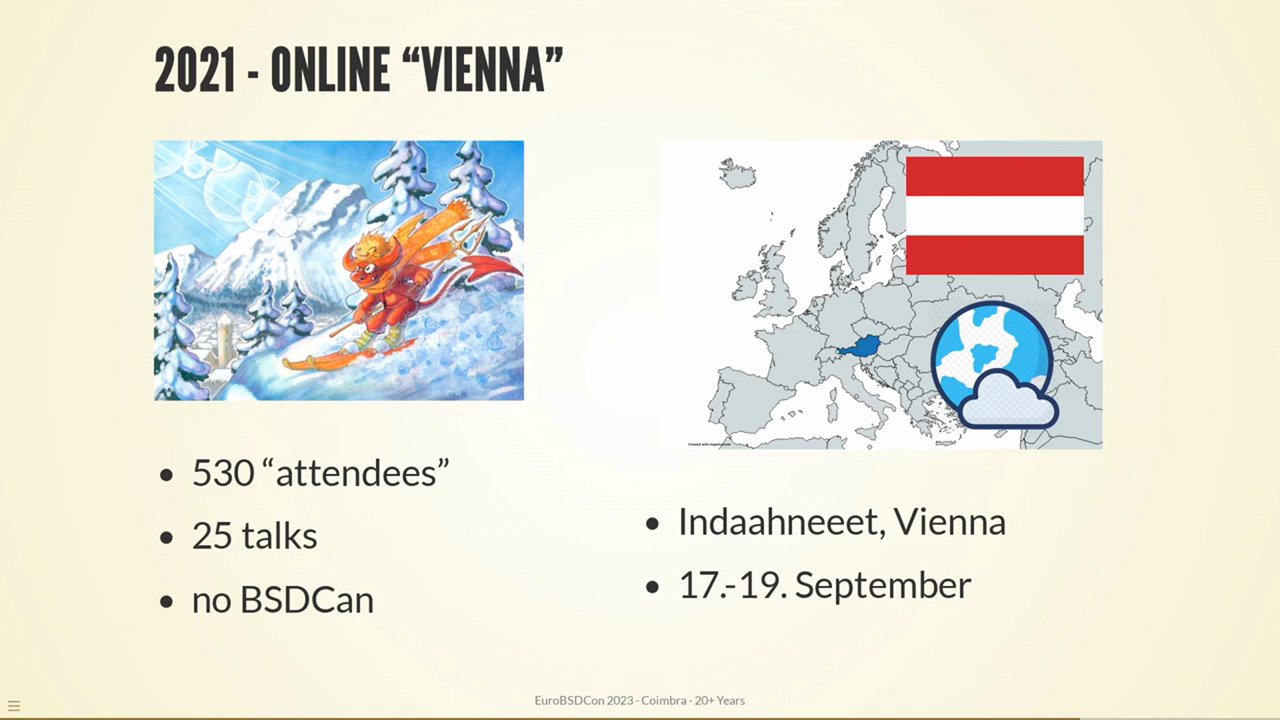 2021 - ONLINE “VIENNA”
• 530 “attendees”
• 25 talks
• no BSDCan
• Indaahneeet, Vienna
• 17.-19. September
EuroBSDCon 2023 - Coimbra - 20+ Years